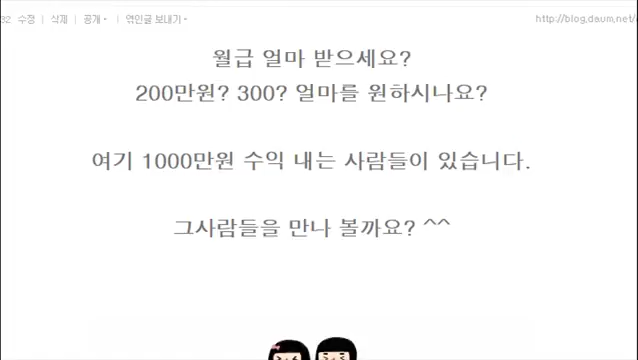 32 수정 | 삭제 | 공개 | 엮인글 보내기 http://blog.daum.net/
월급 얼마 받으세요?
200만원? 300? 얼마를 원하시나요?
여기 1000만원 수익 내는 사람들이 있습니다.
그사람들을 만나 볼까요? ^^